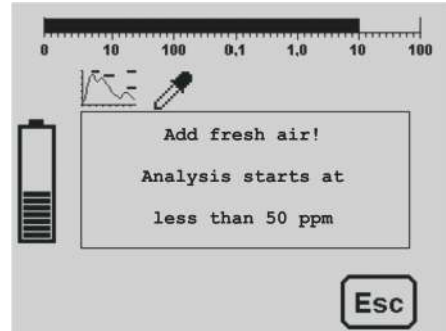 0 10 100 0,1 1,0 10 100
Add fresh air!
Analysis starts at
less than 50 ppm
Esc